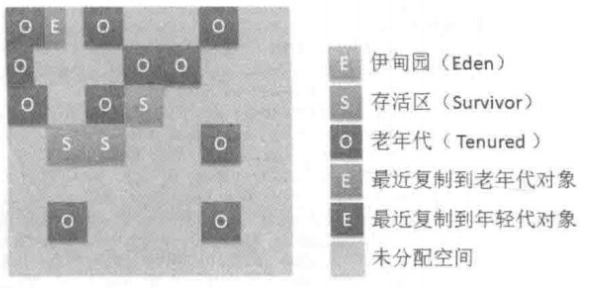 O E O O
O O O
O O S
S S O
O O
E 伊甸园（Eden）
S 存活区（Survivor）
O 老年代（Tenured）
E 最近复制到老年代对象
E 最近复制到年轻代对象
未分配空间